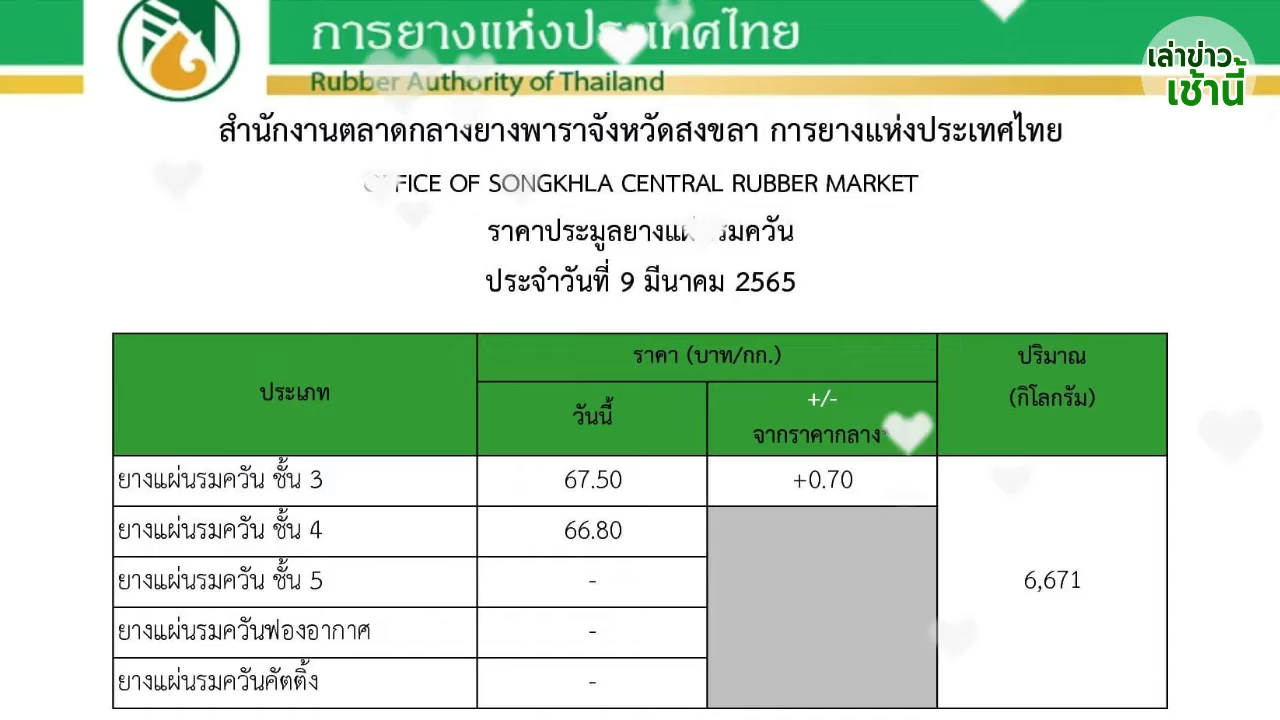 การยางแห่งประเทศไทย
Rubber Authority of Thailand
เล่าข่าว
เช้านี้
สำนักงานตลาดกลางยางพาราจังหวัดสงขลา การยางแห่งประเทศไทย
OFFICE OF SONGKHLA CENTRAL RUBBER MARKET
ราคาประมูลยางแผ่นรมควัน
ประจำวันที่ 9 มีนาคม 2565
ประเภท ราคา (บาท/กก.) ปริมาณ (กิโลกรัม)
วันนี้ +/- จากราคากลางฯ
ยางแผ่นรมควัน ชั้น 3 67.50 +0.70
ยางแผ่นรมควัน ชั้น 4 66.80
ยางแผ่นรมควัน ชั้น 5 - 6,671
ยางแผ่นรมควันฟองอากาศ -
ยางแผ่นรมควันคัตติ้ง -